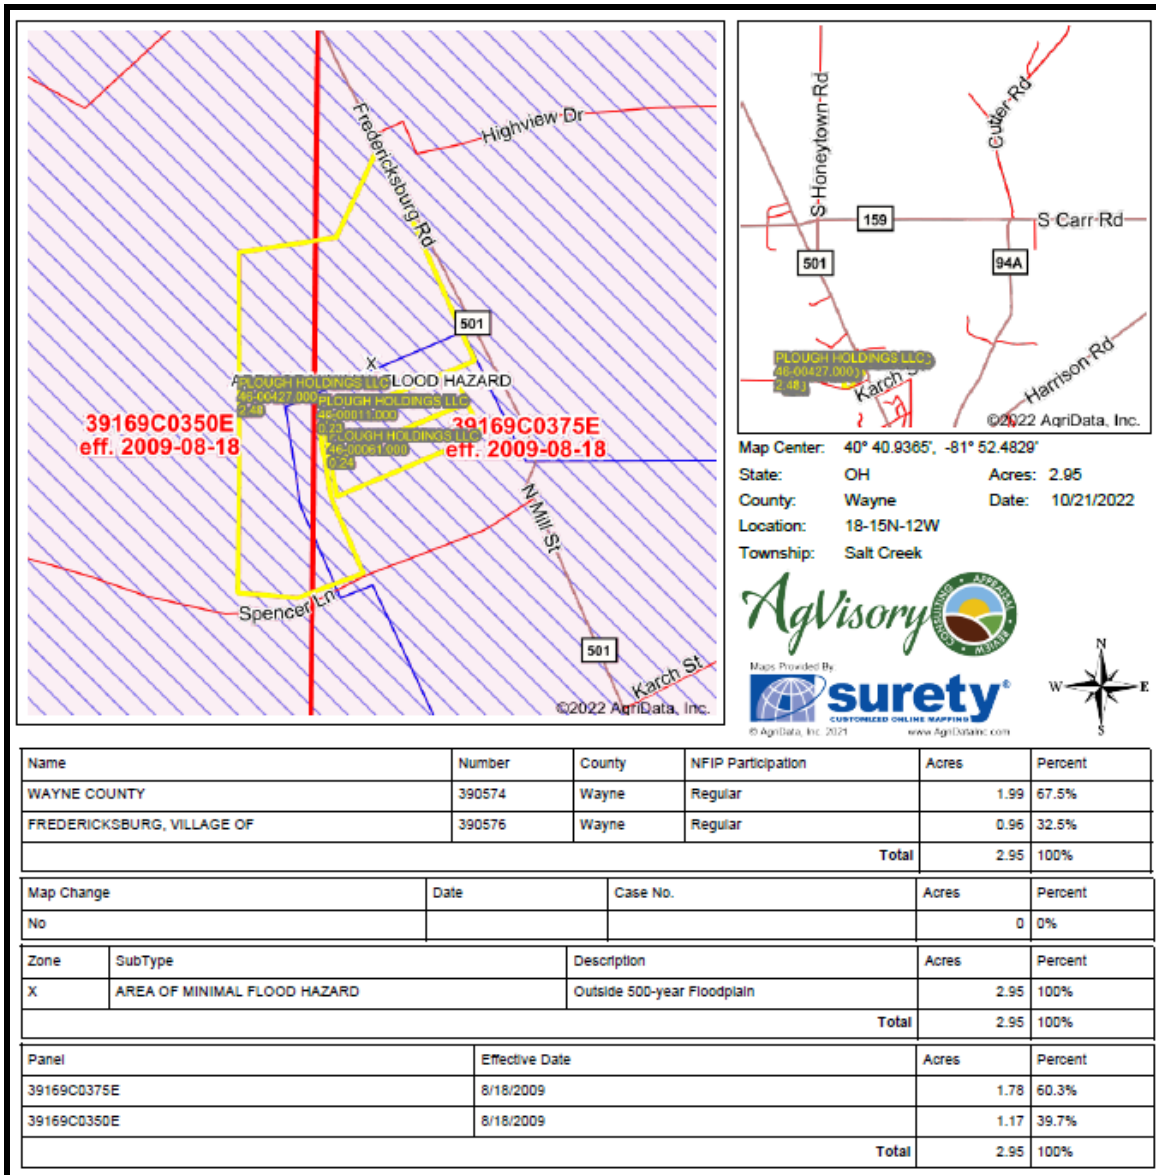 Fredericksburg Rd
Highview Dr
501
X
LOOD HAZARD
PLOUGH HOLDINGS LLC
46-00427.000
2.48
PLOUGH HOLDINGS LLC
46-00011.000
0.23
PLOUGH HOLDINGS LLC
46-00061.000
0.24
39169C0350E
eff. 2009-08-18
39169C0375E
eff. 2009-08-18
N Mill St
Spencer Ln
501
Karch St
©2022 AgriData, Inc.
S Honeytown Rd
Cutter Rd
159
S Carr Rd
501
94A
PLOUGH HOLDINGS LLC
46-00427.000
2.48
Karch St
Harrison Rd
©2022 AgriData, Inc.
Map Center: 40° 40.9365', -81° 52.4829'
State: OH Acres: 2.95
County: Wayne Date: 10/21/2022
Location: 18-15N-12W
Township: Salt Creek
AgVisory
CONSULTING • APPRAISAL • REVIEW
Maps Provided By:
surety®
CUSTOMIZED ONLINE MAPPING
© AgriData, Inc. 2021 www.AgriDataInc.com
N
W E
S
Name Number County NFIP Participation Acres Percent
WAYNE COUNTY 390574 Wayne Regular 1.99 67.5%
FREDERICKSBURG, VILLAGE OF 390576 Wayne Regular 0.96 32.5%
Total 2.95 100%
Map Change Date Case No. Acres Percent
No 0 0%
Zone SubType Description Acres Percent
X AREA OF MINIMAL FLOOD HAZARD Outside 500-year Floodplain 2.95 100%
Total 2.95 100%
Panel Effective Date Acres Percent
39169C0375E 8/18/2009 1.78 60.3%
39169C0350E 8/18/2009 1.17 39.7%
Total 2.95 100%